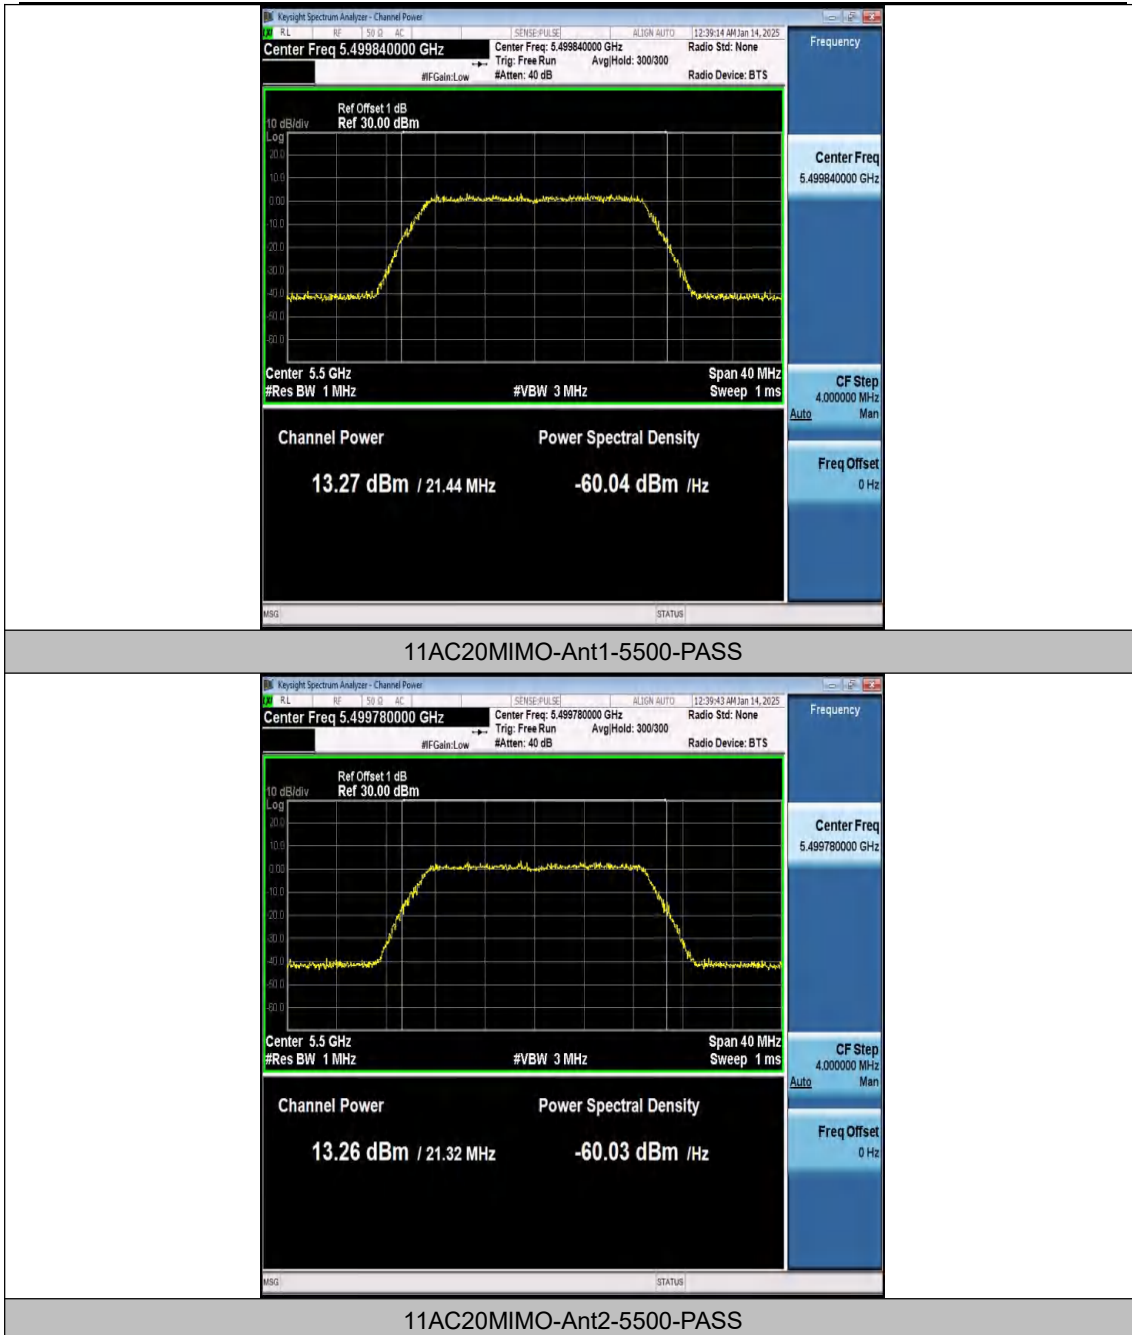 Keysight Spectrum Analyzer - Channel Power
RL RF 50 Ω AC SENSE:PULSE ALIGN AUTO 12:39:14 AM Jan 14, 2025
Center Freq 5.499840000 GHz
Center Freq: 5.499840000 GHz
Radio Std: None
Trig: Free Run Avg|Hold: 300/300
#IFGain:Low
#Atten: 40 dB
Radio Device: BTS
Frequency
Ref Offset 1 dB
10 dB/div Ref 30.00 dBm
Log
20.0
10.0
0.00
-10.0
-20.0
-30.0
-40.0
-50.0
-60.0
Center 5.5 GHz
Span 40 MHz
#Res BW 1 MHz
#VBW 3 MHz
Sweep 1 ms
Center Freq
5.499840000 GHz
CF Step
4.000000 MHz
Auto Man
Freq Offset
0 Hz
Channel Power
Power Spectral Density
13.27 dBm / 21.44 MHz
-60.04 dBm /Hz
MSG STATUS
11AC20MIMO-Ant1-5500-PASS
Keysight Spectrum Analyzer - Channel Power
RL RF 50 Ω AC SENSE:PULSE ALIGN AUTO 12:39:43 AM Jan 14, 2025
Center Freq 5.499780000 GHz
Center Freq: 5.499780000 GHz
Radio Std: None
Trig: Free Run Avg|Hold: 300/300
#IFGain:Low
#Atten: 40 dB
Radio Device: BTS
Frequency
Ref Offset 1 dB
10 dB/div Ref 30.00 dBm
Log
20.0
10.0
0.00
-10.0
-20.0
-30.0
-40.0
-50.0
-60.0
Center 5.5 GHz
Span 40 MHz
#Res BW 1 MHz
#VBW 3 MHz
Sweep 1 ms
Center Freq
5.499780000 GHz
CF Step
4.000000 MHz
Auto Man
Freq Offset
0 Hz
Channel Power
Power Spectral Density
13.26 dBm / 21.32 MHz
-60.03 dBm /Hz
MSG STATUS
11AC20MIMO-Ant2-5500-PASS